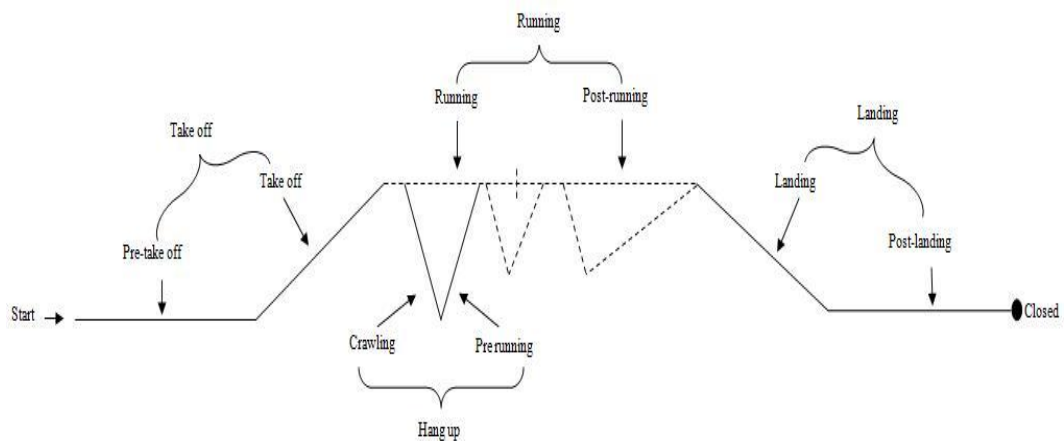 Running
Running
Post-running
Take off
Landing
Take off
Landing
Pre-take off
Post-landing
Start
Closed
Crawling
Pre running
Hang up